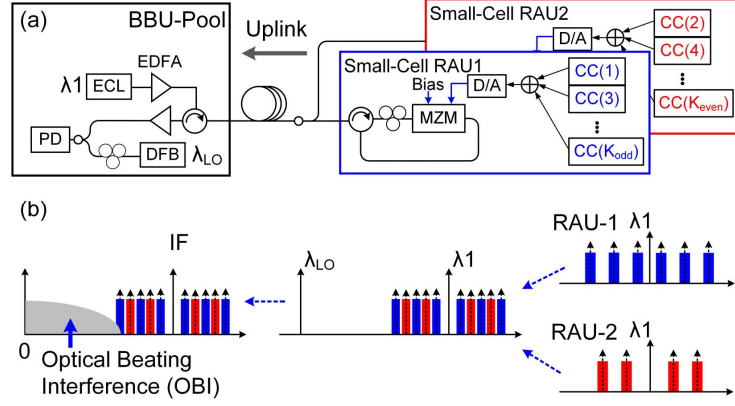 (a)
BBU-Pool
EDFA
λ1
ECL
PD
DFB
λLO
Uplink
Small-Cell RAU2
D/A
CC(2)
CC(4)
CC(Keven)
Small-Cell RAU1
Bias
D/A
MZM
CC(1)
CC(3)
CC(Kodd)
(b)
IF
0
Optical Beating
Interference (OBI)
λLO
λ1
RAU-1
λ1
RAU-2
λ1